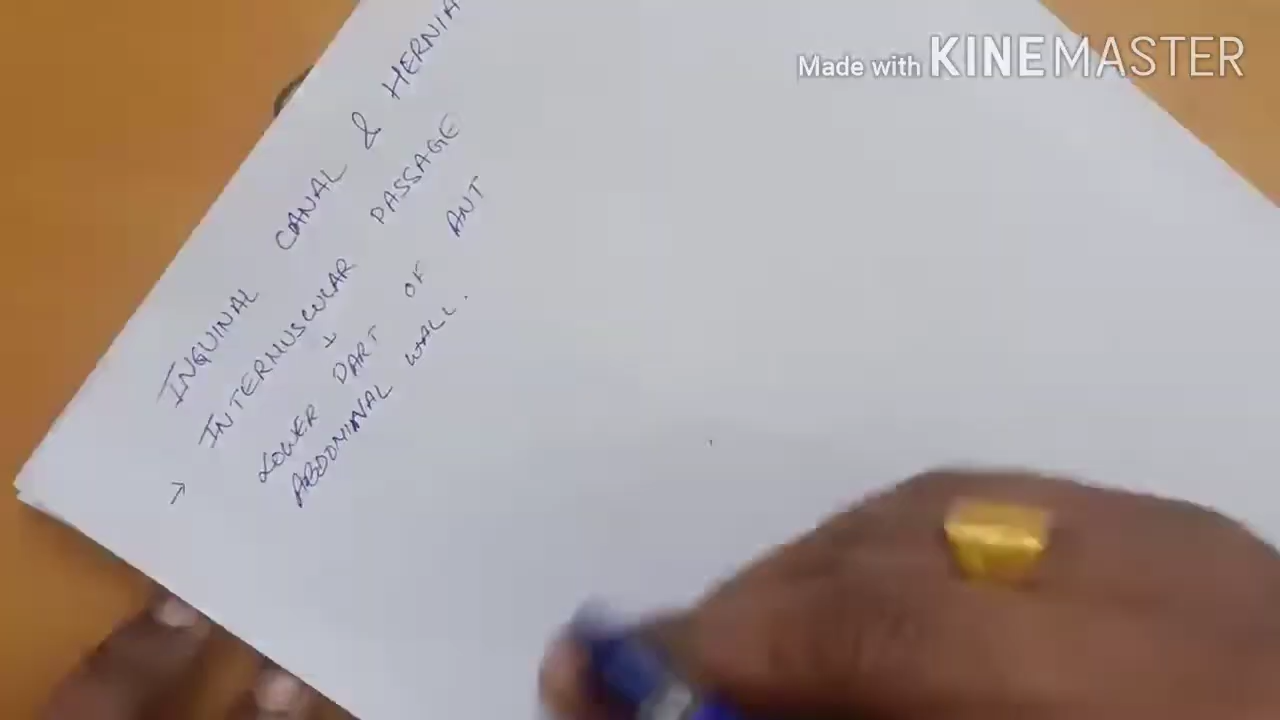 Made with KINEMASTER
INGUINAL CANAL & HERNIA
→ INTERMUSCULAR PASSAGE
↓
LOWER PART OF ANT
ABDOMINAL WALL.